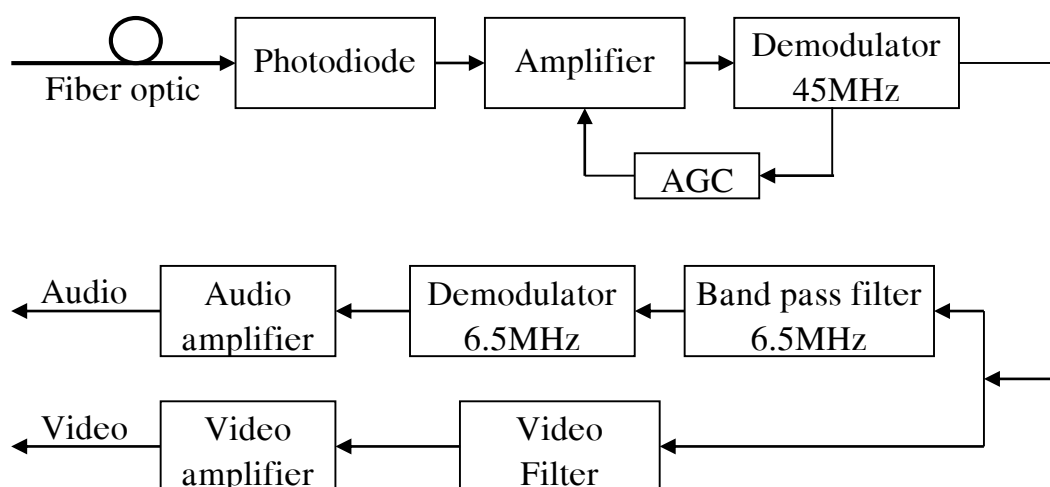 Fiber optic
Photodiode
Amplifier
Demodulator
45MHz
AGC
Audio
Audio
amplifier
Demodulator
6.5MHz
Band pass filter
6.5MHz
Video
Video
amplifier
Video
Filter